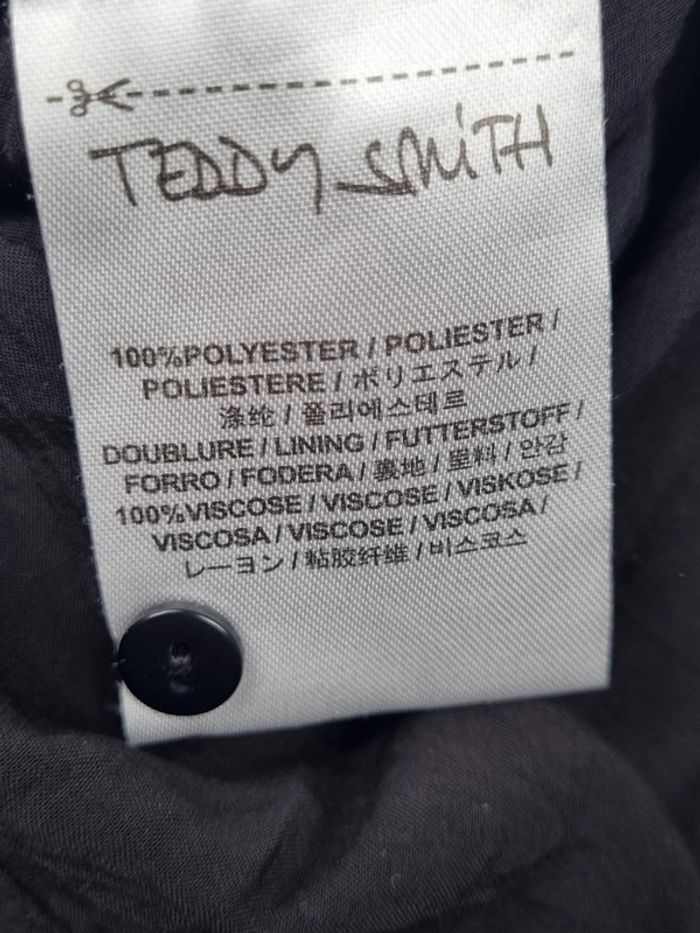 TEDDY SMITH
100%POLYESTER / POLIESTER /
POLIESTERE / ポリエステル /
涤纶 / 폴리에스테르
DOUBLURE / LINING / FUTTERSTOFF /
FORRO / FODERA / 裏地 / 里料 / 안감
100%VISCOSE / VISCOSE / VISKOSE /
VISCOSA / VISCOSE / VISCOSA /
レーヨン / 粘胶纤维 / 비스코스